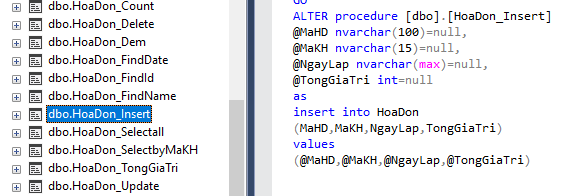 dbo.HoaDon_Count
dbo.HoaDon_Delete
dbo.HoaDon_Dem
dbo.HoaDon_FindDate
dbo.HoaDon_FindId
dbo.HoaDon_FindName
dbo.HoaDon_Insert
dbo.HoaDon_Selectall
dbo.HoaDon_SelectbyMaKH
dbo.HoaDon_TongGiaTri
dbo.HoaDon_Update
GO
ALTER procedure [dbo].[HoaDon_Insert]
@MaHD nvarchar(100)=null,
@MaKH nvarchar(15)=null,
@NgayLap nvarchar(max)=null,
@TongGiaTri int=null
as
insert into HoaDon
(MaHD,MaKH,NgayLap,TongGiaTri)
values
(@MaHD,@MaKH,@NgayLap,@TongGiaTri)